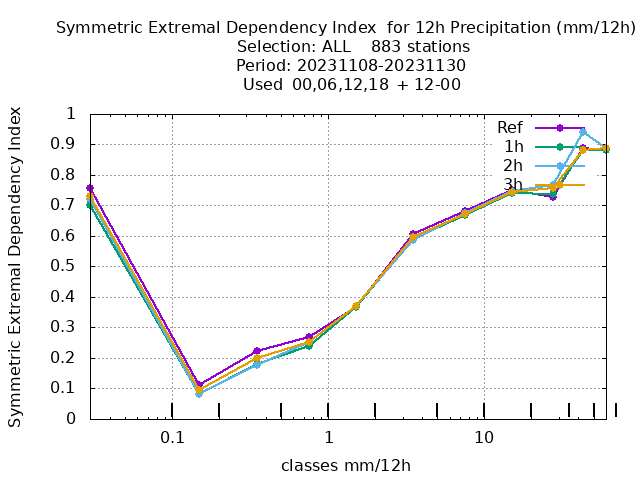 Symmetric Extremal Dependency Index  for 12h Precipitation (mm/12h)
Selection: ALL    883 stations
Period: 20231108-20231130
Used  00,06,12,18  + 12-00
Symmetric Extremal Dependency Index
1
0.9
0.8
0.7
0.6
0.5
0.4
0.3
0.2
0.1
0
Ref
1h
2h
3h
0.1 1 10
classes mm/12h